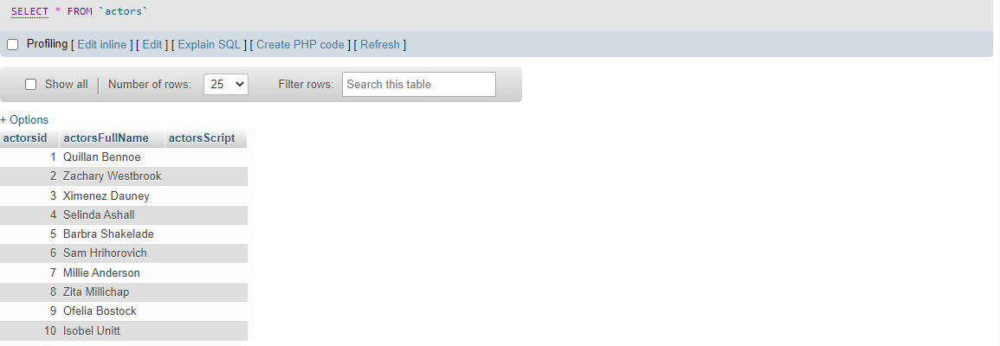 SELECT * FROM `actors`
Profiling [ Edit inline ] [ Edit ] [ Explain SQL ] [ Create PHP code ] [ Refresh ]
Show all | Number of rows: 25 Filter rows: Search this table
+ Options
actorsid actorsFullName actorsScript
1 Quillan Bennoe
2 Zachary Westbrook
3 Ximenez Dauney
4 Selinda Ashall
5 Barbra Shakelade
6 Sam Hrihorovich
7 Millie Anderson
8 Zita Millichap
9 Ofelia Bostock
10 Isobel Unitt